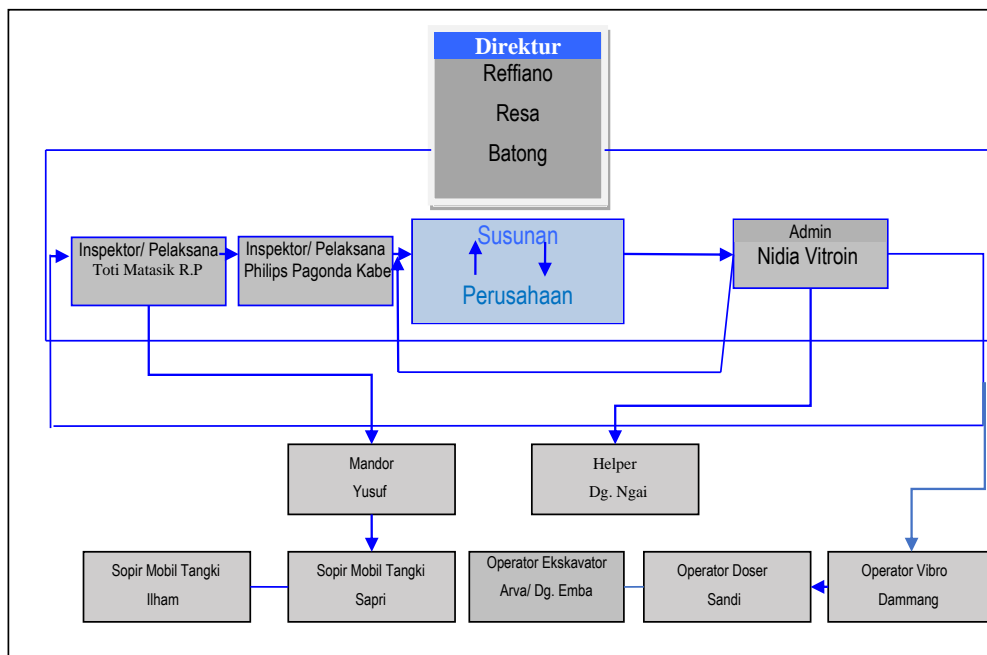 Direktur
Reffiano
Resa
Batong
Inspektor/ Pelaksana
Toti Matasik R.P
Inspektor/ Pelaksana
Philips Pagonda Kabe
Susunan
Perusahaan
Admin
Nidia Vitroin
Mandor
Yusuf
Helper
Dg. Ngai
Sopir Mobil Tangki
Ilham
Sopir Mobil Tangki
Sapri
Operator Ekskavator
Arva/ Dg. Emba
Operator Doser
Sandi
Operator Vibro
Dammang